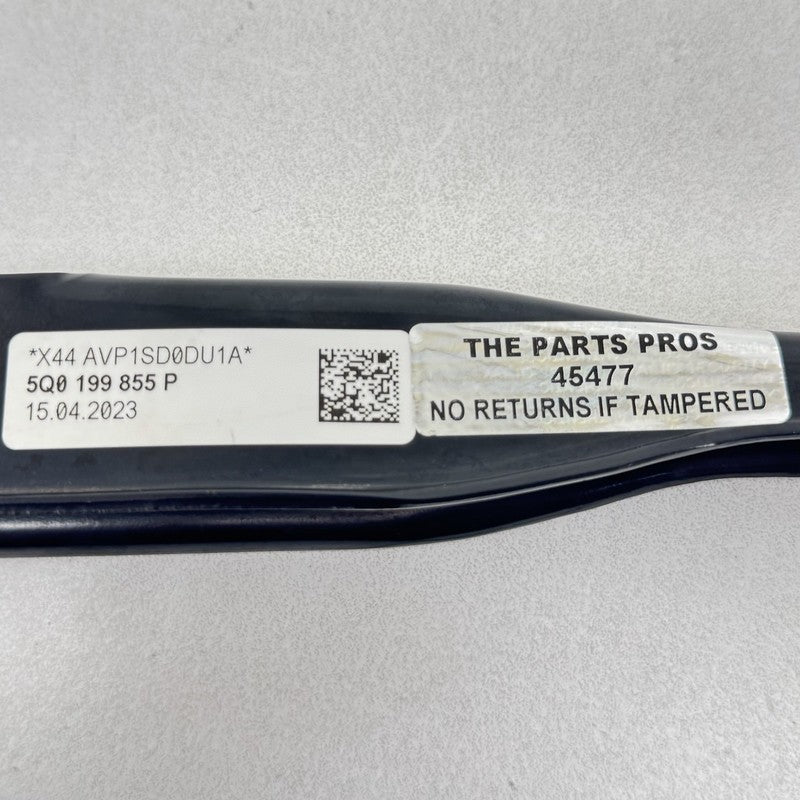 *X44 AVP1SD0DU1A*
5Q0 199 855 P
15.04.2023
THE PARTS PROS
45477
NO RETURNS IF TAMPERED